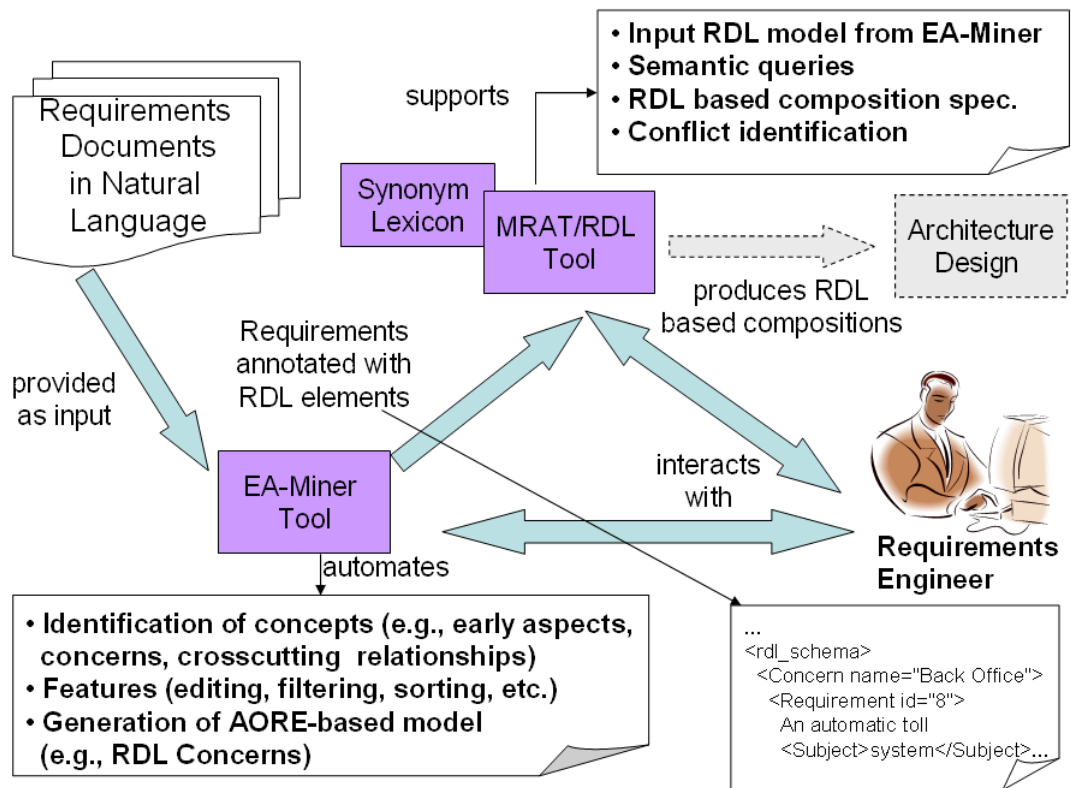 Requirements
Documents
in Natural
Language
supports
• Input RDL model from EA-Miner
• Semantic queries
• RDL based composition spec.
• Conflict identification
Synonym
Lexicon
MRAT/RDL
Tool
Architecture
Design
produces RDL
based compositions
Requirements
annotated with
RDL elements
provided
as input
EA-Miner
Tool
interacts
with
Requirements
Engineer
automates
• Identification of concepts (e.g., early aspects,
concerns, crosscutting relationships)
• Features (editing, filtering, sorting, etc.)
• Generation of AORE-based model
(e.g., RDL Concerns)
...
<rdl_schema>
<Concern name="Back Office">
<Requirement id="8">
An automatic toll
<Subject>system</Subject>...